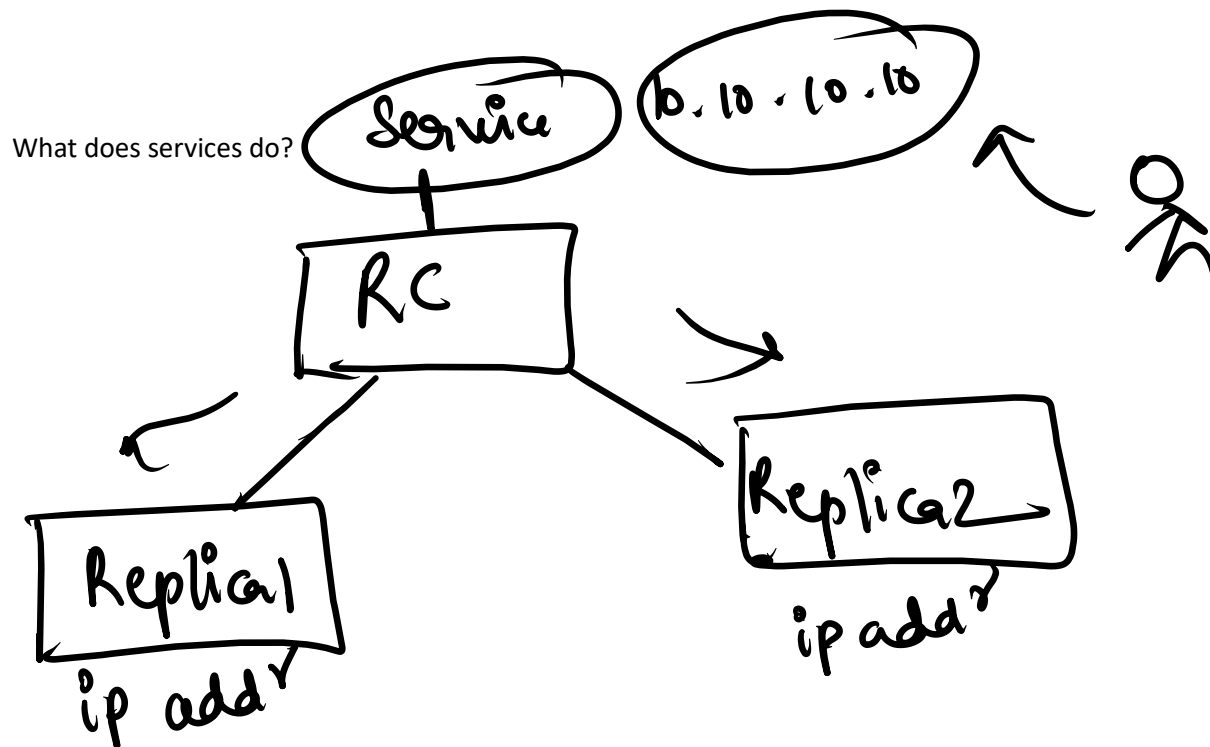 What does services do?
Service
10.10.10.10
RC
Replica1
ip addr
Replica2
ip addr